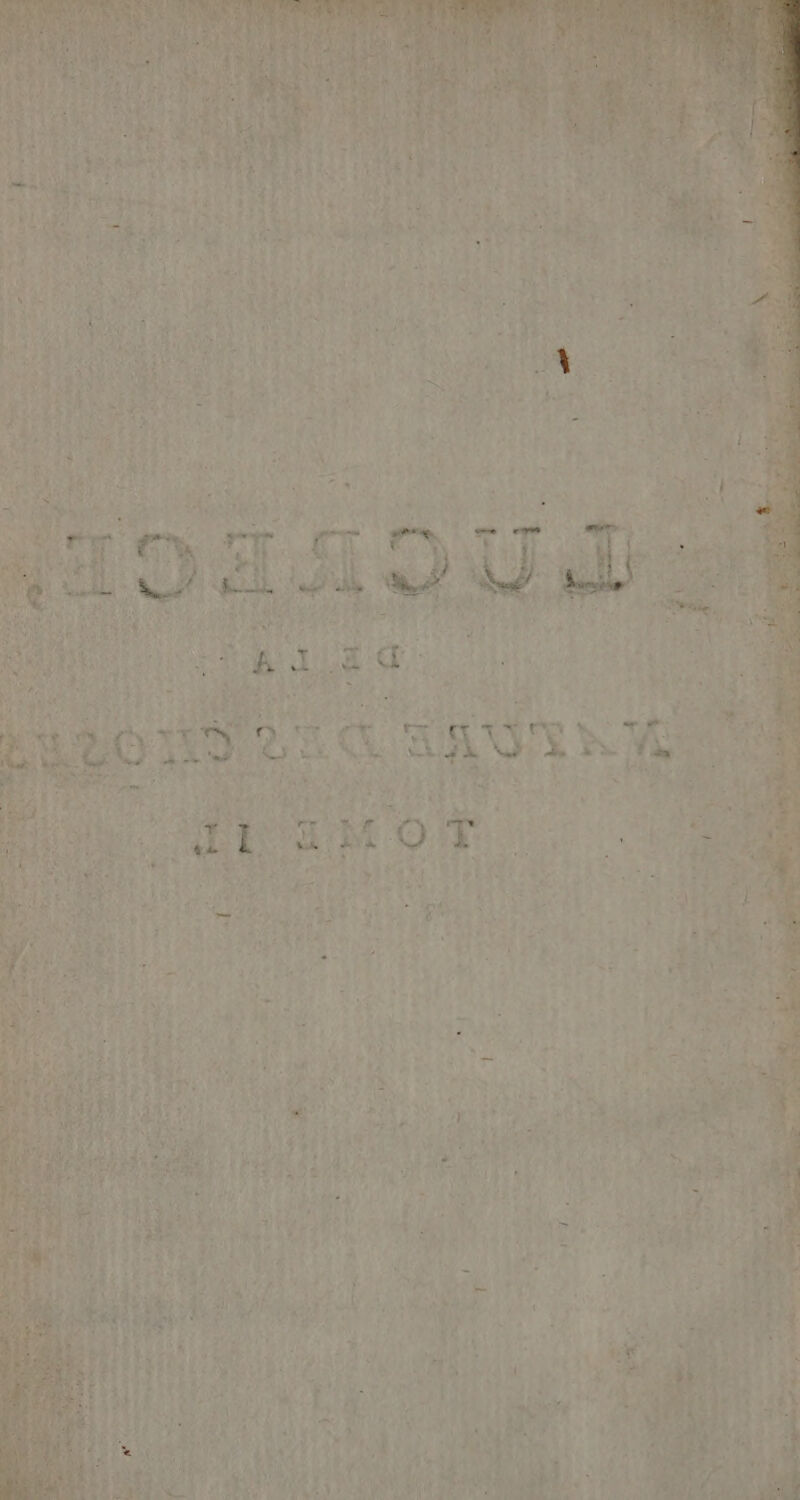 LUCRECE,
DE LA
NATURE DES CHOSES
TOME II